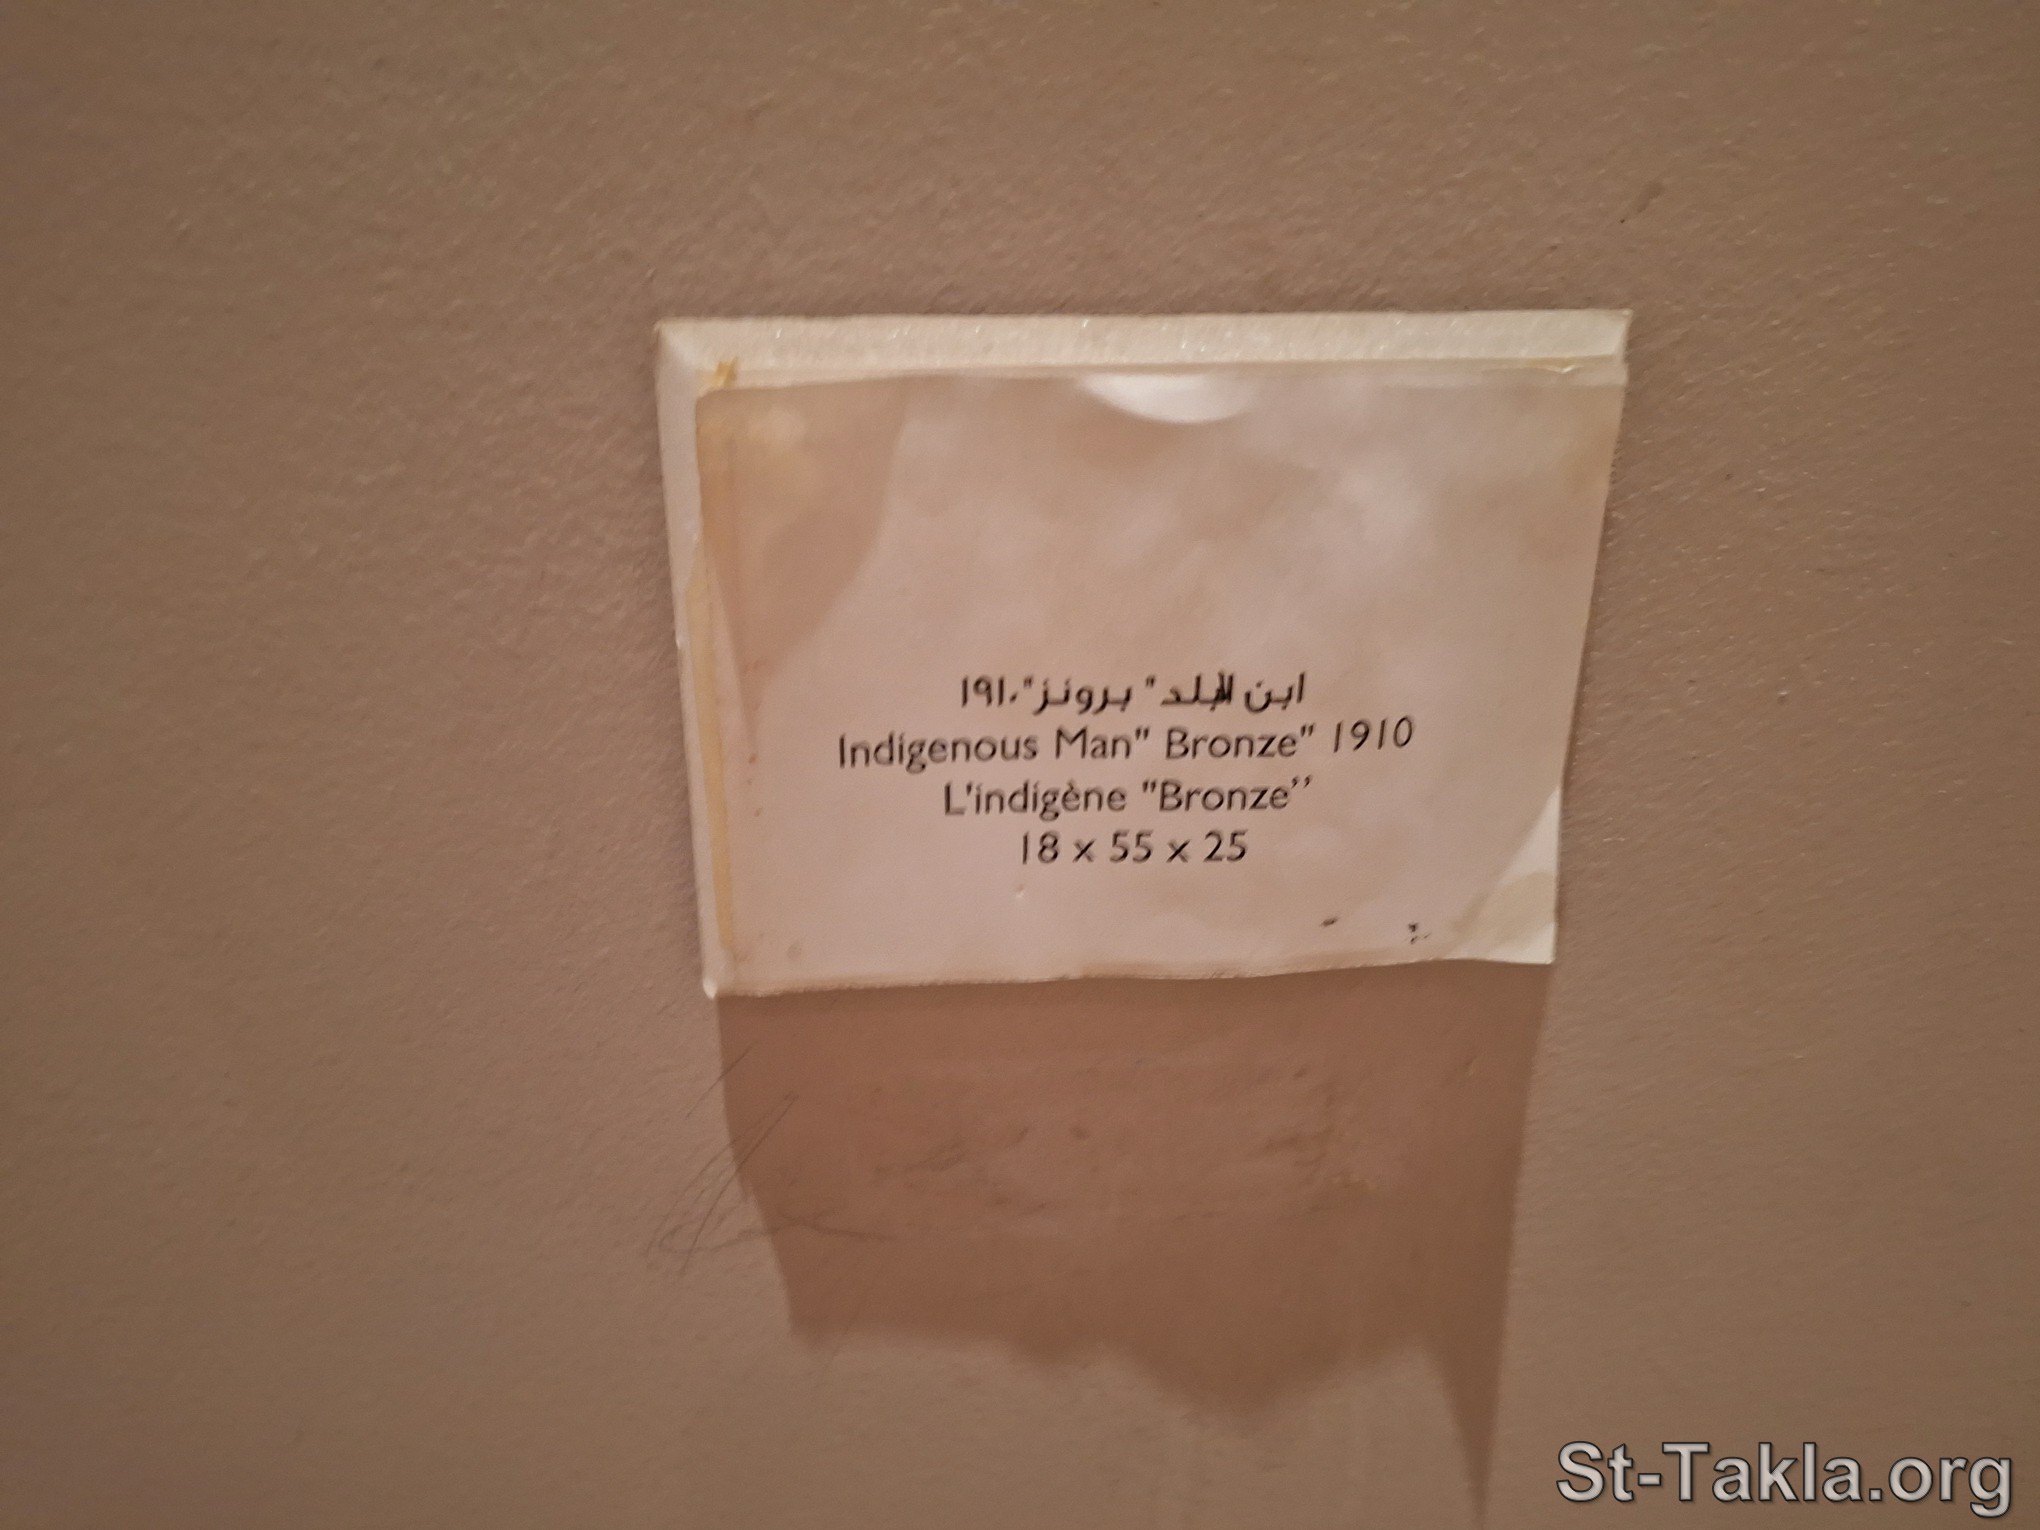 ابن البلد " برونز"١٩١٠
Indigenous Man" Bronze" 1910
L'indigène "Bronze’’
18 x 55 x 25
St-Takla.org